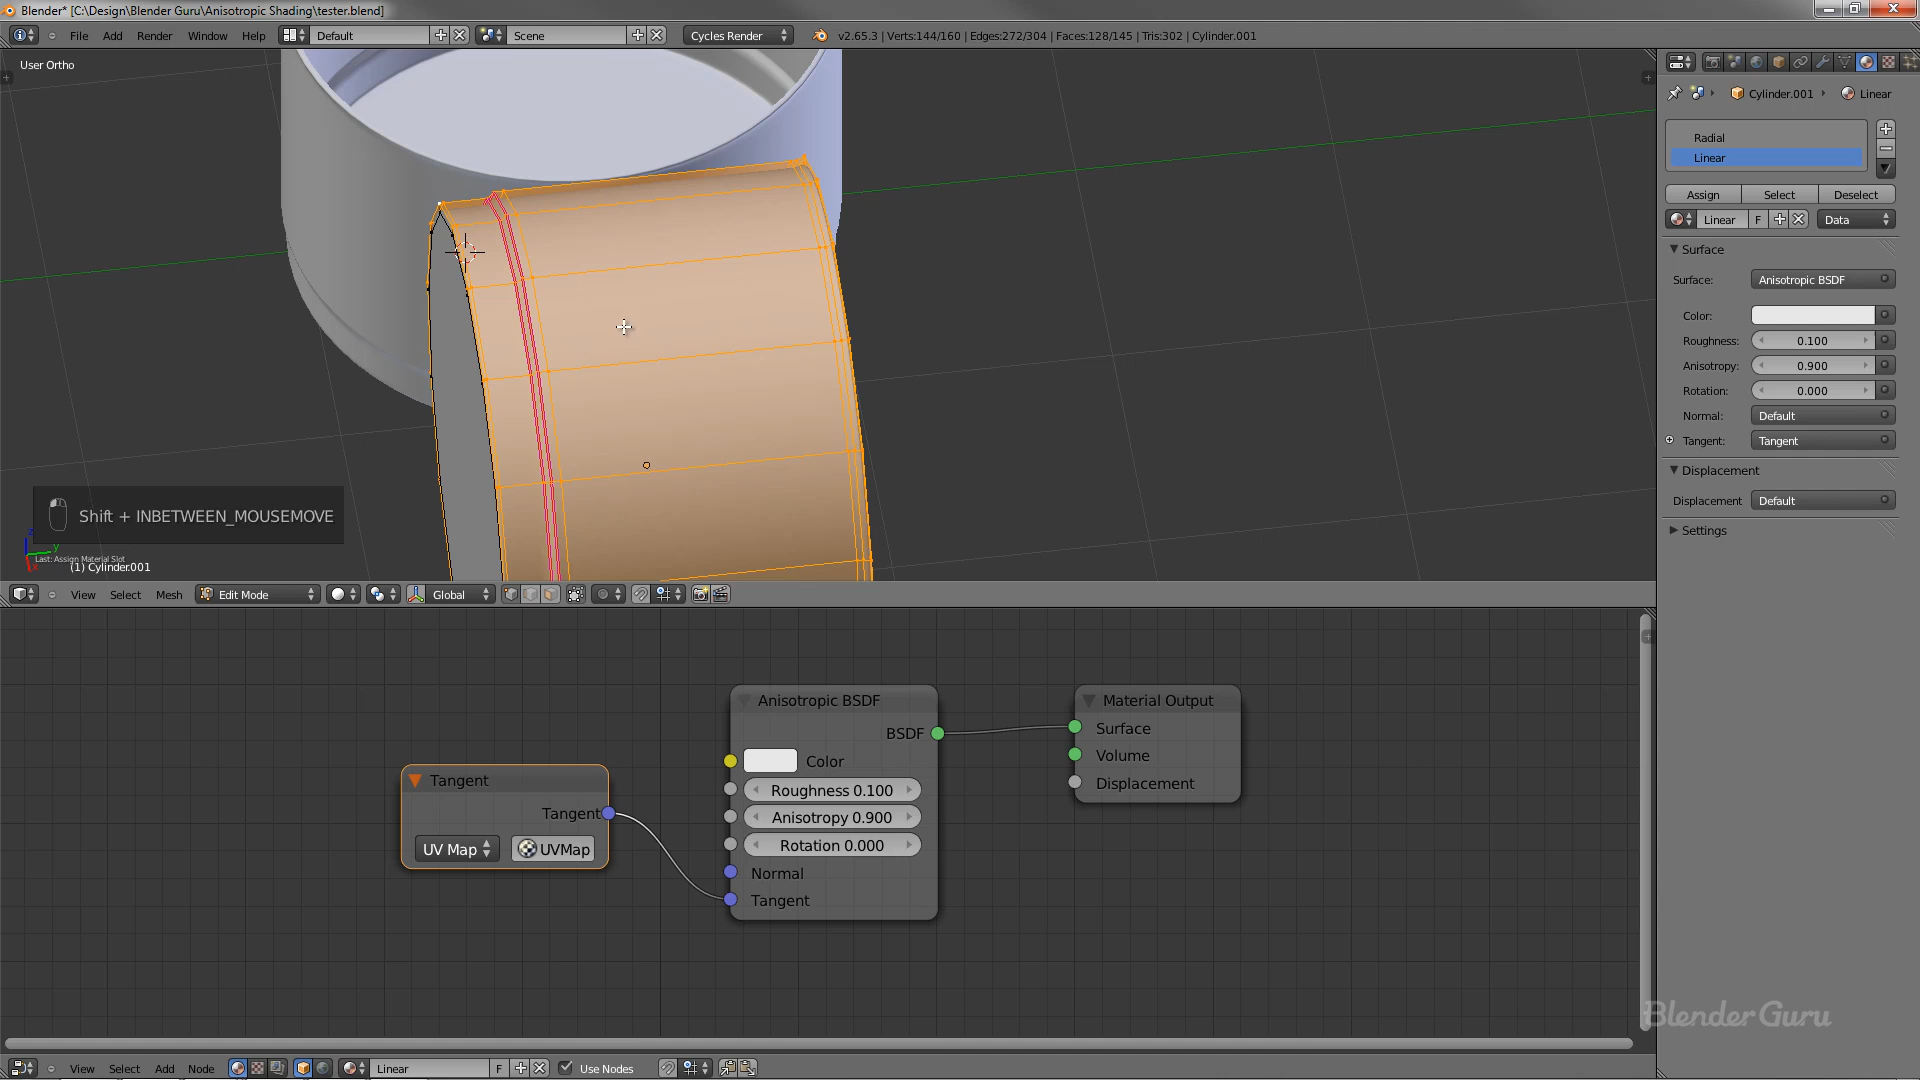 Blender* [C:\Design\Blender Guru\Anisotropic Shading\tester.blend]
File Add Render Window Help Default Scene Cycles Render v2.65.3 | Verts:144/160 | Edges:272/304 | Faces:128/145 | Tris:302 | Cylinder.001
User Ortho
Cylinder.001 Linear
Radial
Linear
Assign Select Deselect
Linear F Data
Surface
Surface: Anisotropic BSDF
Color:
Roughness: 0.100
Anisotropy: 0.900
Rotation: 0.000
Normal: Default
Tangent: Tangent
Displacement
Displacement Default
Settings
Shift + INBETWEEN_MOUSEMOVE
z
y
x
Last: Assign Material Slot
(1) Cylinder.001
View Select Mesh Edit Mode Global
Anisotropic BSDF
BSDF
Color
Roughness 0.100
Anisotropy 0.900
Rotation 0.000
Normal
Tangent
Material Output
Surface
Volume
Displacement
Tangent
Tangent
UV Map UVMap
BlenderGuru
View Select Add Node Linear F Use Nodes